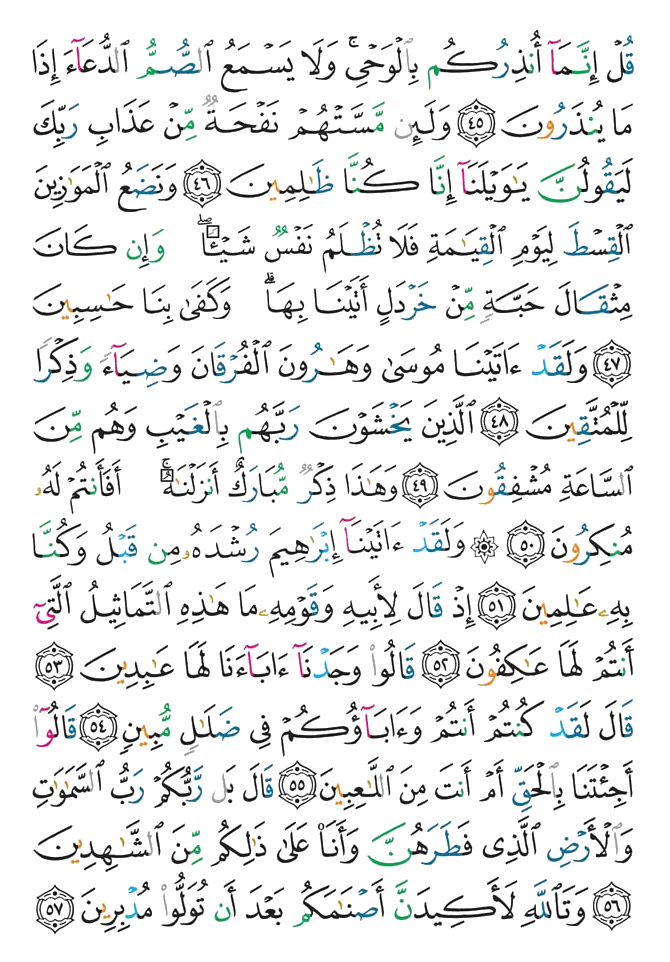 قُلْ إِنَّمَآ أُنذِرُكُم بِٱلْوَحْىِ ۚ وَلَا يَسْمَعُ ٱلصُّمُّ ٱلدُّعَآءَ إِذَا
مَا يُنذَرُونَ ٤٥ وَلَئِن مَّسَّتْهُمْ نَفْحَةٌ مِّنْ عَذَابِ رَبِّكَ
لَيَقُولُنَّ يَـٰوَيْلَنَآ إِنَّا كُنَّا ظَـٰلِمِينَ ٤٦ وَنَضَعُ ٱلْمَوَٰزِينَ
ٱلْقِسْطَ لِيَوْمِ ٱلْقِيَـٰمَةِ فَلَا تُظْلَمُ نَفْسٌ شَيْـًٔا ۖ وَإِن كَانَ
مِثْقَالَ حَبَّةٍ مِّنْ خَرْدَلٍ أَتَيْنَا بِهَا ۗ وَكَفَىٰ بِنَا حَـٰسِبِينَ
٤٧ وَلَقَدْ ءَاتَيْنَا مُوسَىٰ وَهَـٰرُونَ ٱلْفُرْقَانَ وَضِيَآءً وَذِكْرًا
لِّلْمُتَّقِينَ ٤٨ ٱلَّذِينَ يَخْشَوْنَ رَبَّهُم بِٱلْغَيْبِ وَهُم مِّنَ
ٱلسَّاعَةِ مُشْفِقُونَ ٤٩ وَهَـٰذَا ذِكْرٌ مُّبَارَكٌ أَنزَلْنَـٰهُ ۚ أَفَأَنتُمْ لَهُۥ
مُنكِرُونَ ٥٠ ۞ وَلَقَدْ ءَاتَيْنَآ إِبْرَٰهِيمَ رُشْدَهُۥ مِن قَبْلُ وَكُنَّا
بِهِۦ عَـٰلِمِينَ ٥١ إِذْ قَالَ لِأَبِيهِ وَقَوْمِهِۦ مَا هَـٰذِهِ ٱلتَّمَاثِيلُ ٱلَّتِىٓ
أَنتُمْ لَهَا عَـٰكِفُونَ ٥٢ قَالُوا۟ وَجَدْنَآ ءَابَآءَنَا لَهَا عَـٰبِدِينَ ٥٣
قَالَ لَقَدْ كُنتُمْ أَنتُمْ وَءَابَآؤُكُمْ فِى ضَلَـٰلٍ مُّبِينٍ ٥٤ قَالُوٓا۟
أَجِئْتَنَا بِٱلْحَقِّ أَمْ أَنتَ مِنَ ٱللَّـٰعِبِينَ ٥٥ قَالَ بَل رَّبُّكُمْ رَبُّ ٱلسَّمَـٰوَٰتِ
وَٱلْأَرْضِ ٱلَّذِى فَطَرَهُنَّ وَأَنَا۠ عَلَىٰ ذَٰلِكُم مِّنَ ٱلشَّـٰهِدِينَ
٥٦ وَتَٱللَّهِ لَأَكِيدَنَّ أَصْنَـٰمَكُم بَعْدَ أَن تُوَلُّوا۟ مُدْبِرِينَ ٥٧